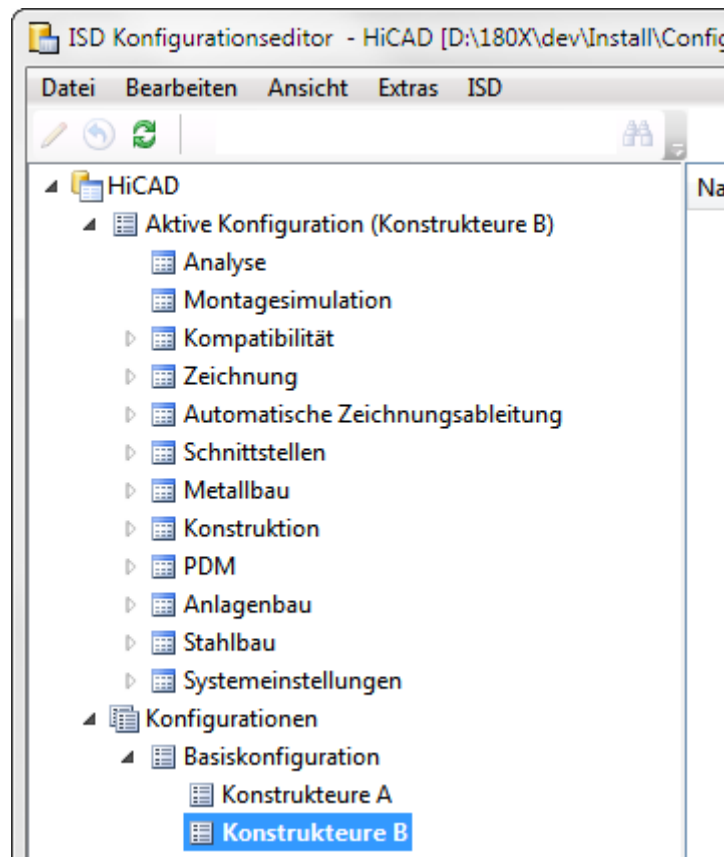 ISD Konfigurationseditor - HiCAD [D:\180X\dev\Install\Config
Datei Bearbeiten Ansicht Extras ISD
HiCAD
Na
Aktive Konfiguration (Konstrukteure B)
Analyse
Montagesimulation
Kompatibilität
Zeichnung
Automatische Zeichnungsableitung
Schnittstellen
Metallbau
Konstruktion
PDM
Anlagenbau
Stahlbau
Systemeinstellungen
Konfigurationen
Basiskonfiguration
Konstrukteure A
Konstrukteure B